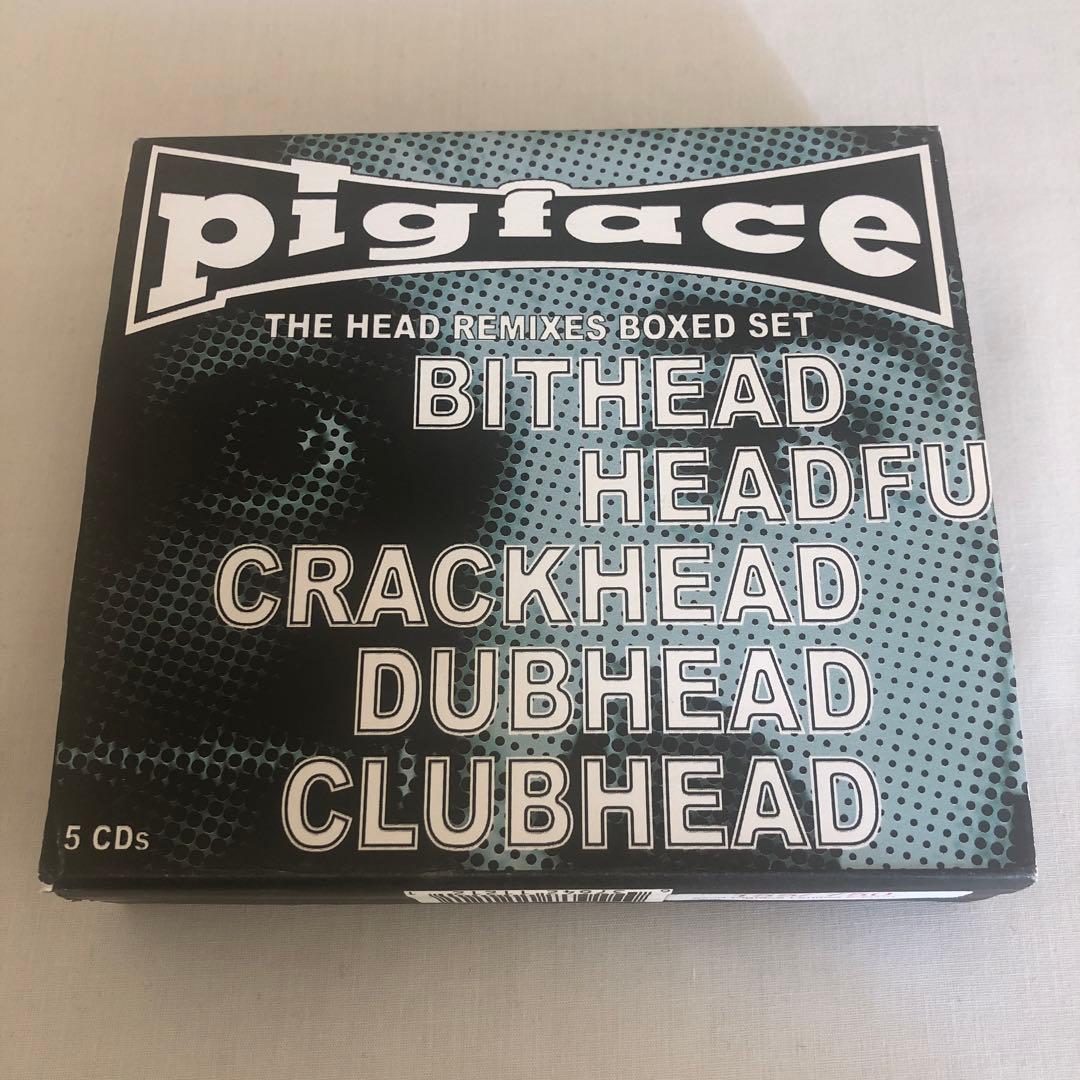 pigface
THE HEAD REMIXES BOXED SET
BITHEAD
HEADFU
CRACKHEAD
DUBHEAD
CLUBHEAD
5 CDs